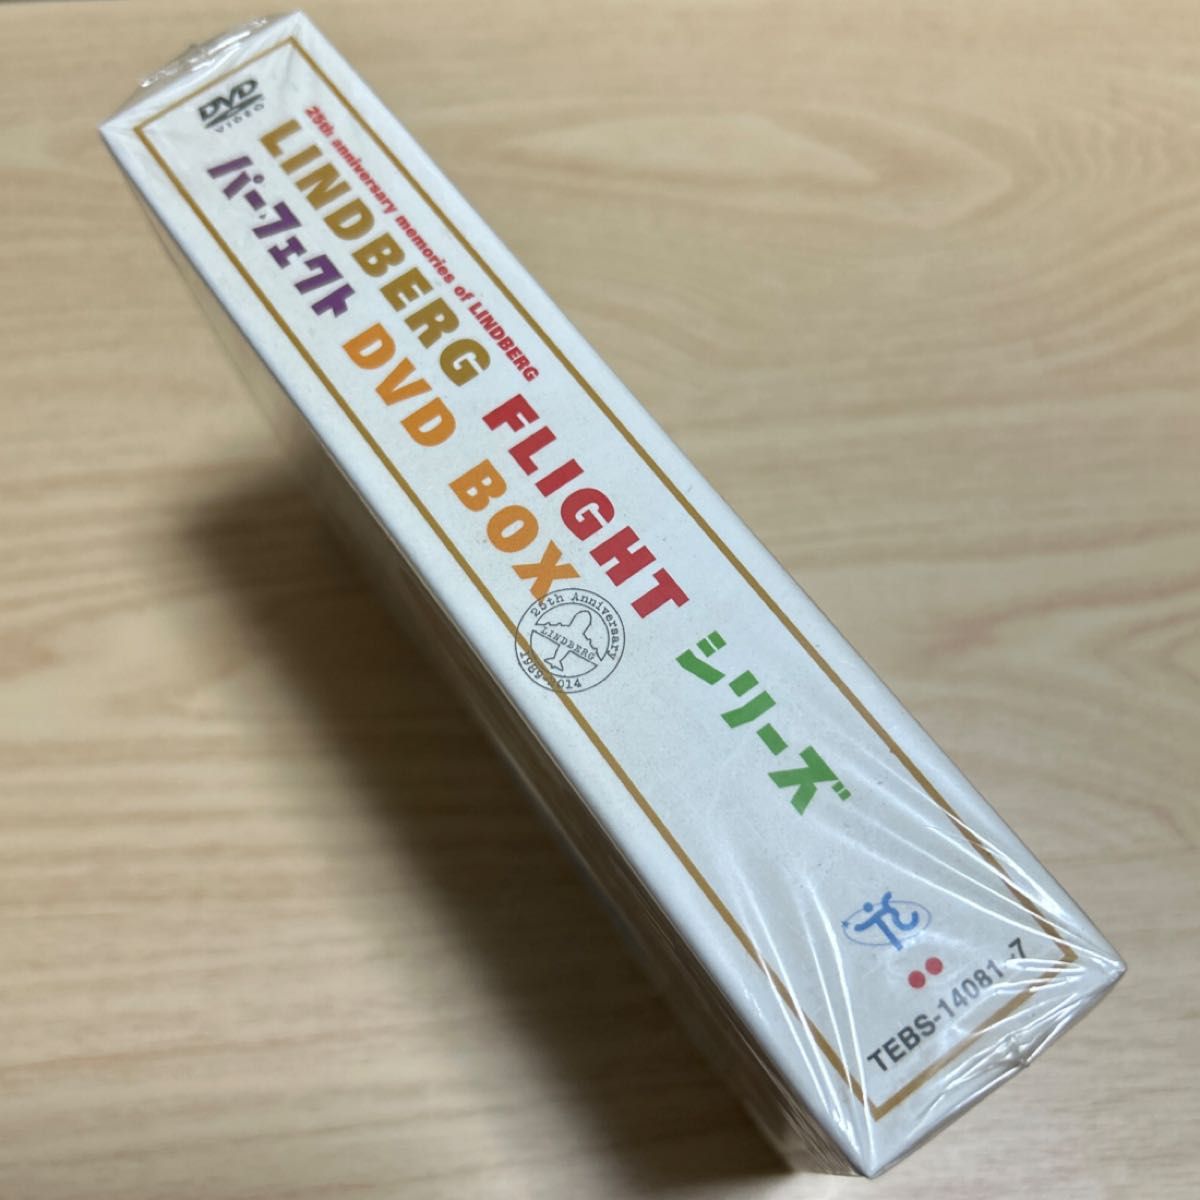 DVD
VIDEO
25th anniversary memories of LINDBERG
LINDBERG FLIGHT シリーズ
パーフェクト DVD BOX
25th Anniversary
LINDBERG
1989-2014
TEBS-14081~7